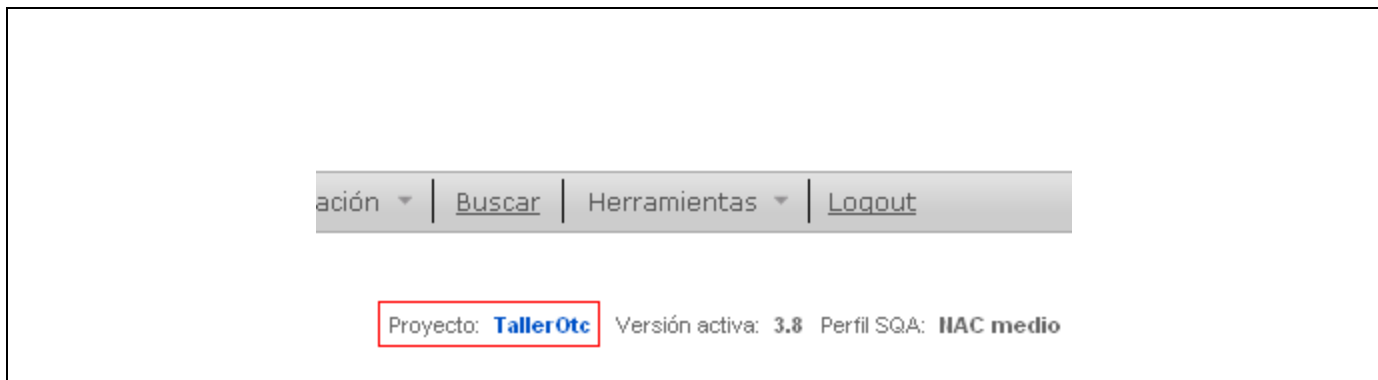 ación Buscar Herramientas Logout
Proyecto: TallerOtc Versión activa: 3.8 Perfil SQA: NAC medio